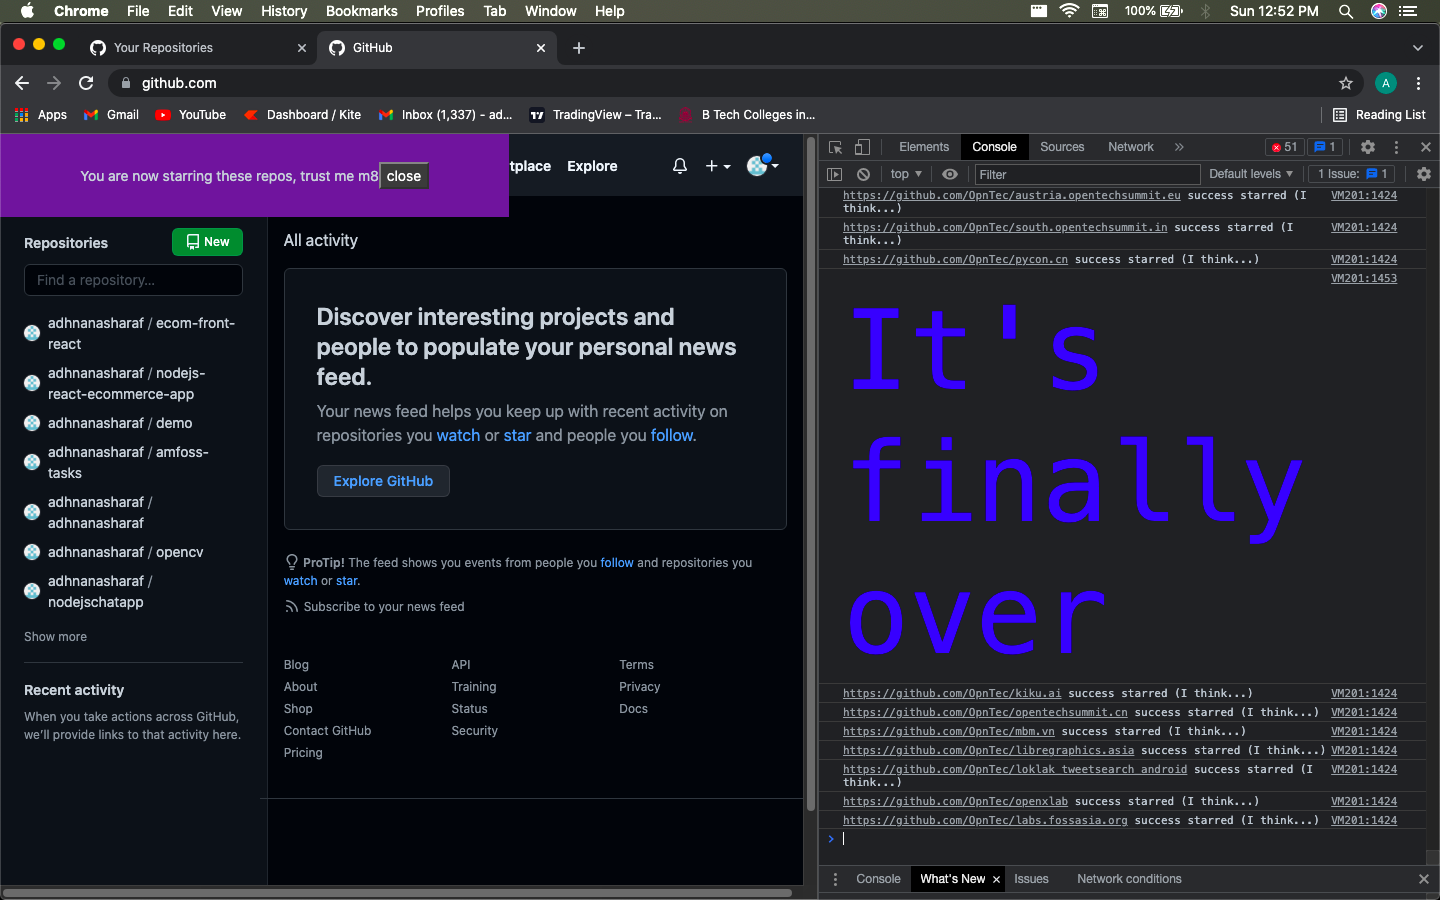 Chrome File Edit View History Bookmarks Profiles Tab Window Help 100% Sun 12:52 PM
Your Repositories GitHub
github.com A
Apps Gmail YouTube Dashboard / Kite Inbox (1,337) - ad... TradingView – Tra... B Tech Colleges in... Reading List
You are now starring these repos, trust me m8 close
tplace Explore
Repositories New
Find a repository...
adhnanasharaf / ecom-front-
react
adhnanasharaf / nodejs-
react-ecommerce-app
adhnanasharaf / demo
adhnanasharaf / amfoss-
tasks
adhnanasharaf /
adhnanasharaf
adhnanasharaf / opencv
adhnanasharaf /
nodejschatapp
Show more
Recent activity
When you take actions across GitHub,
we'll provide links to that activity here.
All activity
Discover interesting projects and
people to populate your personal news
feed.
Your news feed helps you keep up with recent activity on
repositories you watch or star and people you follow.
Explore GitHub
ProTip! The feed shows you events from people you follow and repositories you
watch or star.
Subscribe to your news feed
Blog API Terms
About Training Privacy
Shop Status Docs
Contact GitHub Security
Pricing
Elements Console Sources Network » 51 1
top Filter Default levels 1 Issue: 1
https://github.com/OpnTec/austria.opentechsummit.eu success starred (I VM201:1424
think...)
https://github.com/OpnTec/south.opentechsummit.in success starred (I VM201:1424
think...)
https://github.com/OpnTec/pycon.cn success starred (I think...) VM201:1424
VM201:1453
It's
finally
over
https://github.com/OpnTec/kiku.ai success starred (I think...) VM201:1424
https://github.com/OpnTec/opentechsummit.cn success starred (I think...) VM201:1424
https://github.com/OpnTec/mbm.vn success starred (I think...) VM201:1424
https://github.com/OpnTec/libregraphics.asia success starred (I think...) VM201:1424
https://github.com/OpnTec/loklak_tweetsearch_android success starred (I VM201:1424
think...)
https://github.com/OpnTec/openxlab success starred (I think...) VM201:1424
https://github.com/OpnTec/labs.fossasia.org success starred (I think...) VM201:1424
Console What's New Issues Network conditions